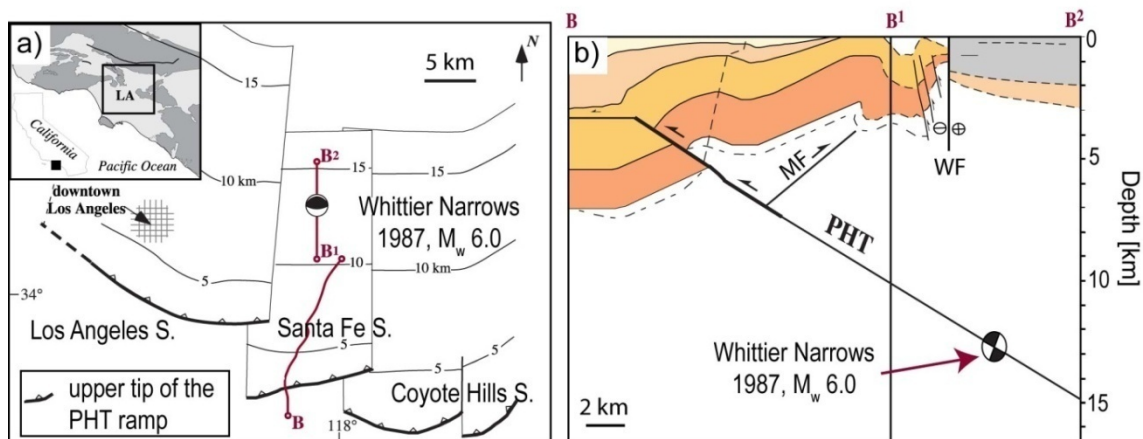 a)
LA
California
Pacific Ocean
downtown
Los Angeles
34°
Los Angeles S.
upper tip of the
PHT ramp
15
10 km
5
5 km
N
B²
15
15
Whittier Narrows
1987, Mw 6.0
B¹
10
10 km
Santa Fe S.
5
5
Coyote Hills S.
B
118°
B
B¹
B²
b)
MF
WF
PHT
Whittier Narrows
1987, Mw 6.0
2 km
0
5
10
15
Depth [km]